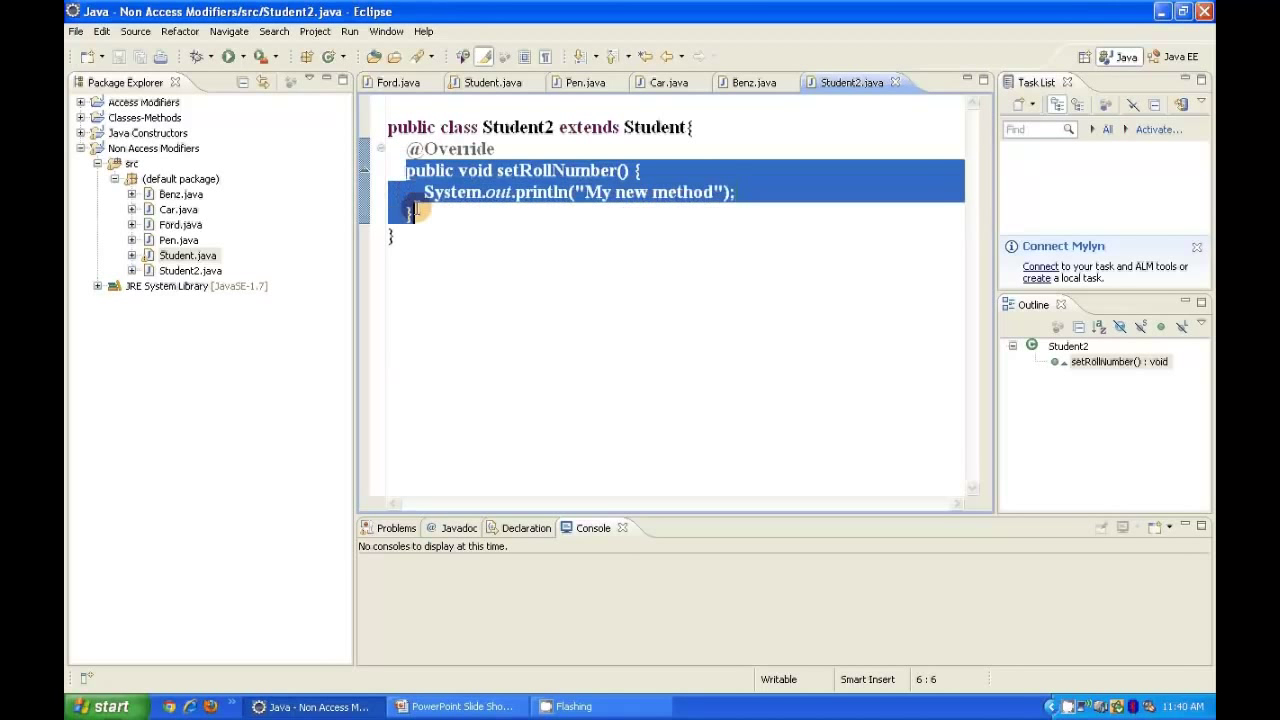 Java - Non Access Modifiers/src/Student2.java - Eclipse
File Edit Source Refactor Navigate Search Project Run Window Help
Java Java EE
Package Explorer
Access Modifiers
Classes-Methods
Java Constructors
Non Access Modifiers
src
(default package)
Benz.java
Car.java
Ford.java
Pen.java
Student.java
Student2.java
JRE System Library [JavaSE-1.7]
Ford.java Student.java Pen.java Car.java Benz.java Student2.java
public class Student2 extends Student{
@Override
public void setRollNumber() {
System.out.println("My new method");
}
}
Task List
Find All Activate...
Connect Mylyn
Connect to your task and ALM tools or
create a local task.
Outline
Student2
setRollNumber() : void
Problems @ Javadoc Declaration Console
No consoles to display at this time.
Writable Smart Insert 6 : 6
start Java - Non Access M... PowerPoint Slide Sho... Flashing 11:40 AM